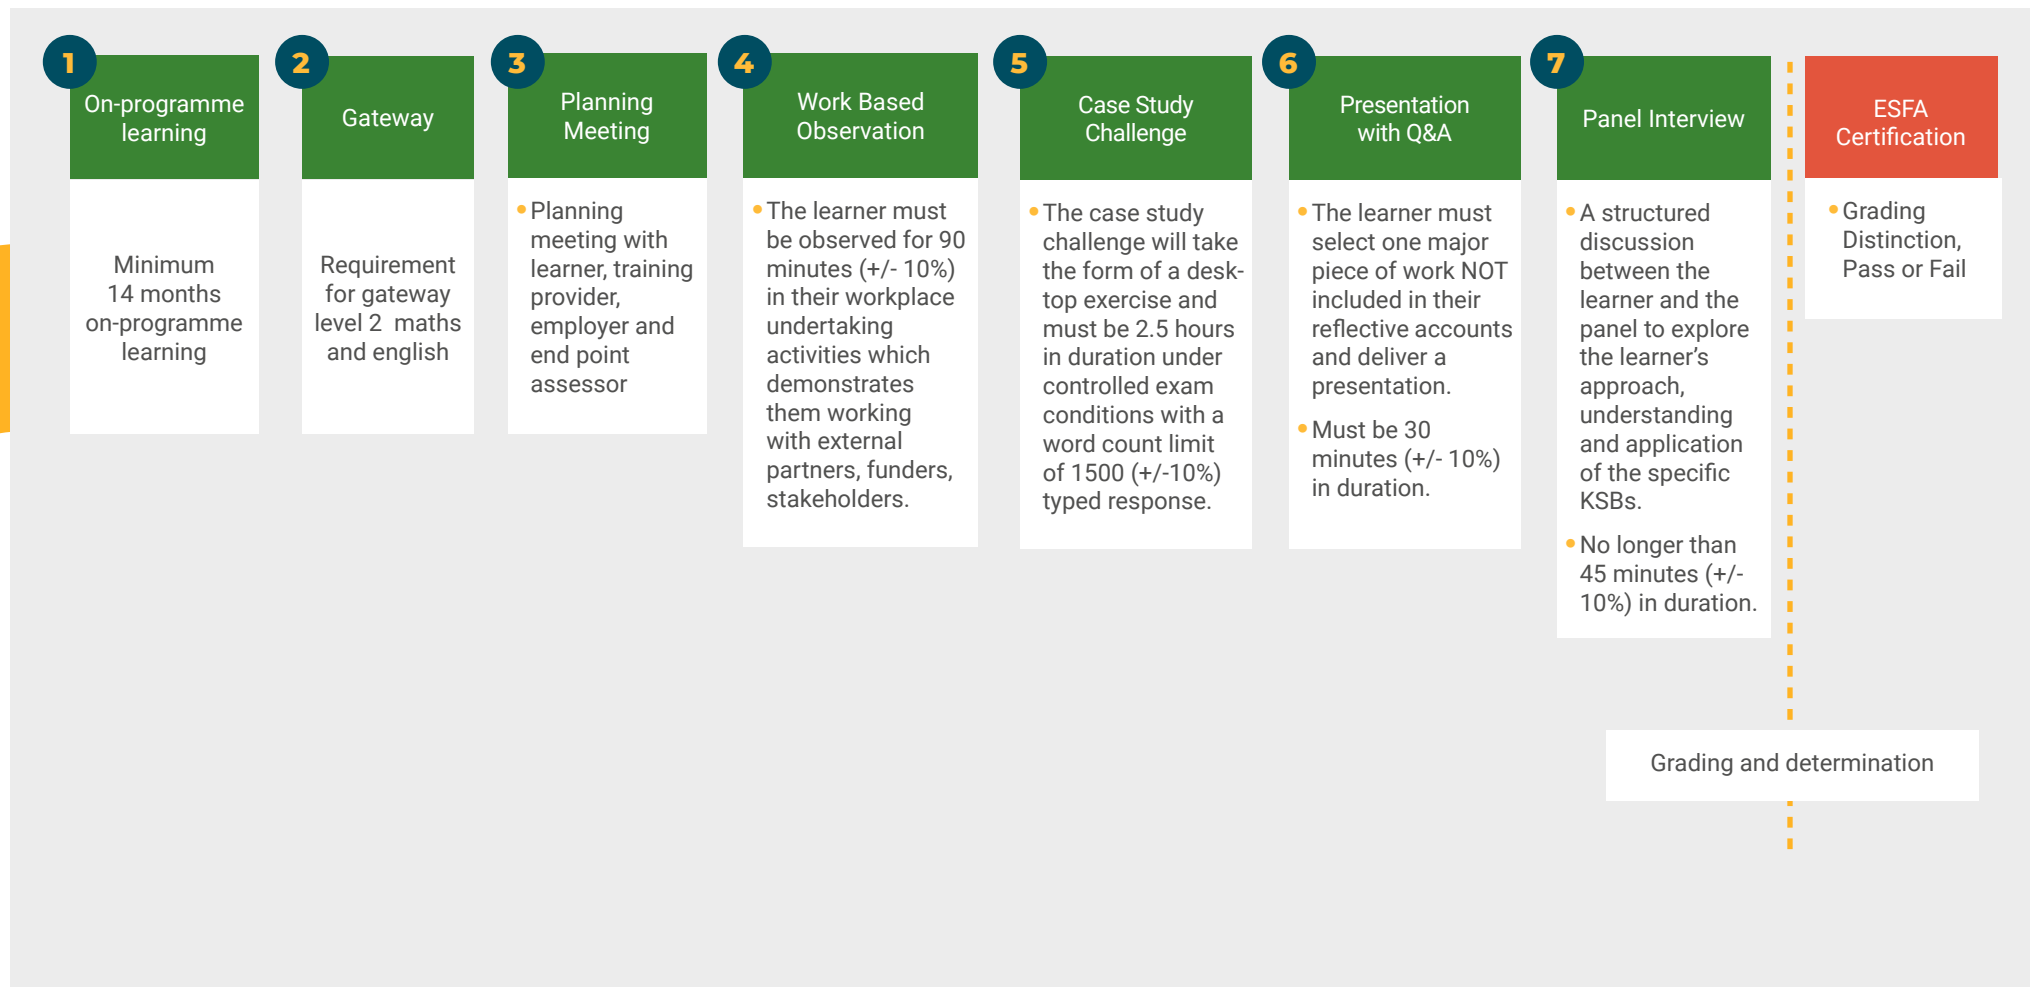 1
On-programme
learning
Minimum
14 months
on-programme
learning
2
Gateway
Requirement
for gateway
level 2 maths
and english
3
Planning
Meeting
• Planning
meeting with
learner, training
provider,
employer and
end point
assessor
4
Work Based
Observation
• The learner must
be observed for 90
minutes (+/- 10%)
in their workplace
undertaking
activities which
demonstrates
them working
with external
partners, funders,
stakeholders.
5
Case Study
Challenge
• The case study
challenge will take
the form of a desk-
top exercise and
must be 2.5 hours
in duration under
controlled exam
conditions with a
word count limit
of 1500 (+/-10%)
typed response.
6
Presentation
with Q&A
• The learner must
select one major
piece of work NOT
included in their
reflective accounts
and deliver a
presentation.
• Must be 30
minutes (+/- 10%)
in duration.
7
Panel Interview
• A structured
discussion
between the
learner and the
panel to explore
the learner’s
approach,
understanding
and application
of the specific
KSBs.
• No longer than
45 minutes (+/-
10%) in duration.
ESFA
Certification
• Grading
Distinction,
Pass or Fail
Grading and determination